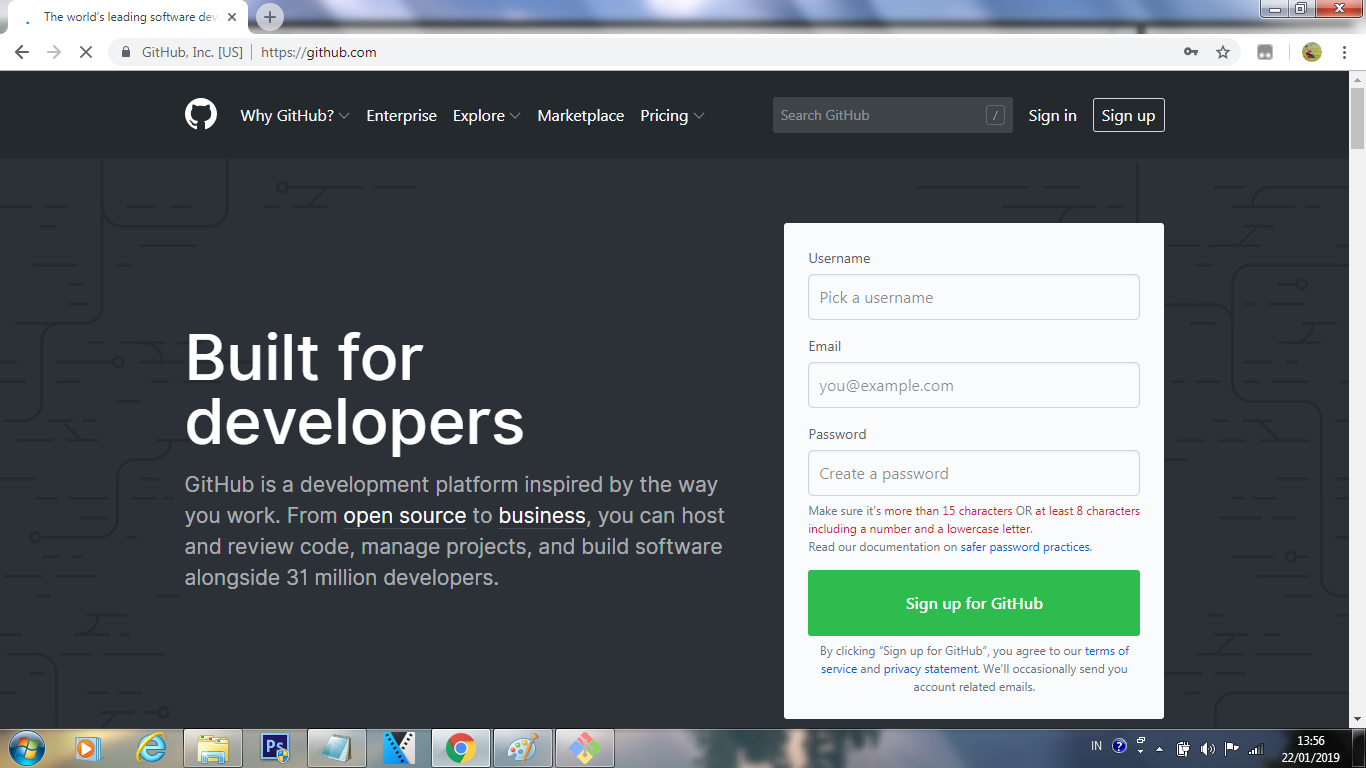 The world's leading software dev
GitHub, Inc. [US] https://github.com
Why GitHub? Enterprise Explore Marketplace Pricing Search GitHub / Sign in Sign up
Username
Pick a username
Email
you@example.com
Password
Create a password
Make sure it's more than 15 characters OR at least 8 characters
including a number and a lowercase letter.
Read our documentation on safer password practices.
Sign up for GitHub
By clicking “Sign up for GitHub”, you agree to our terms of
service and privacy statement. We’ll occasionally send you
account related emails.
Built for
developers
GitHub is a development platform inspired by the way
you work. From open source to business, you can host
and review code, manage projects, and build software
alongside 31 million developers.
Ps
IN
13:56
22/01/2019